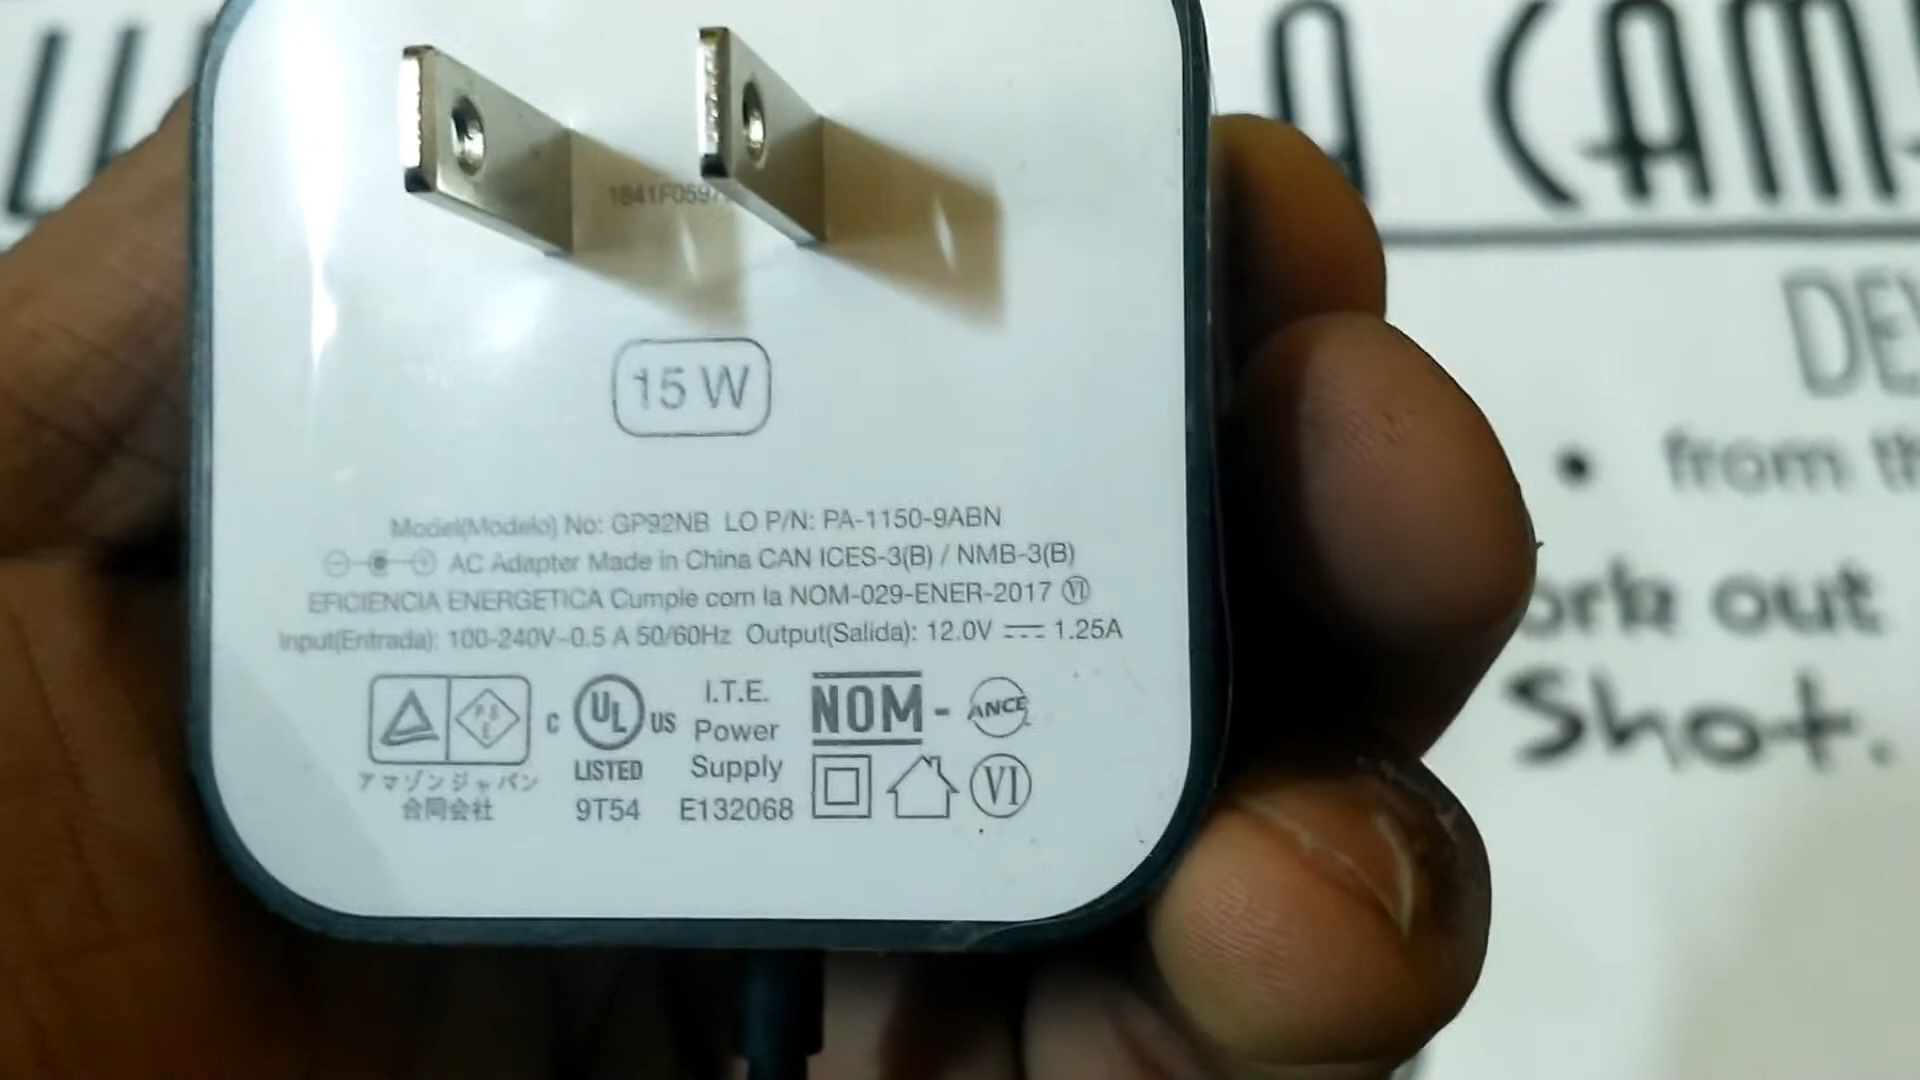 15 W
Model(Modelo) No: GP92NB LO P/N: PA-1150-9ABN
AC Adapter Made in China CAN ICES-3(B) / NMB-3(B)
EFICIENCIA ENERGETICA Cumple com la NOM-029-ENER-2017 VI
Input(Entrada): 100-240V~0.5 A 50/60Hz Output(Salida): 12.0V ⎓ 1.25A
PSE
アマゾンジャパン
合同会社
C UL US
LISTED
9T54
I.T.E.
Power
Supply
E132068
NOM - ANCE
VI
• from
out
Shot.